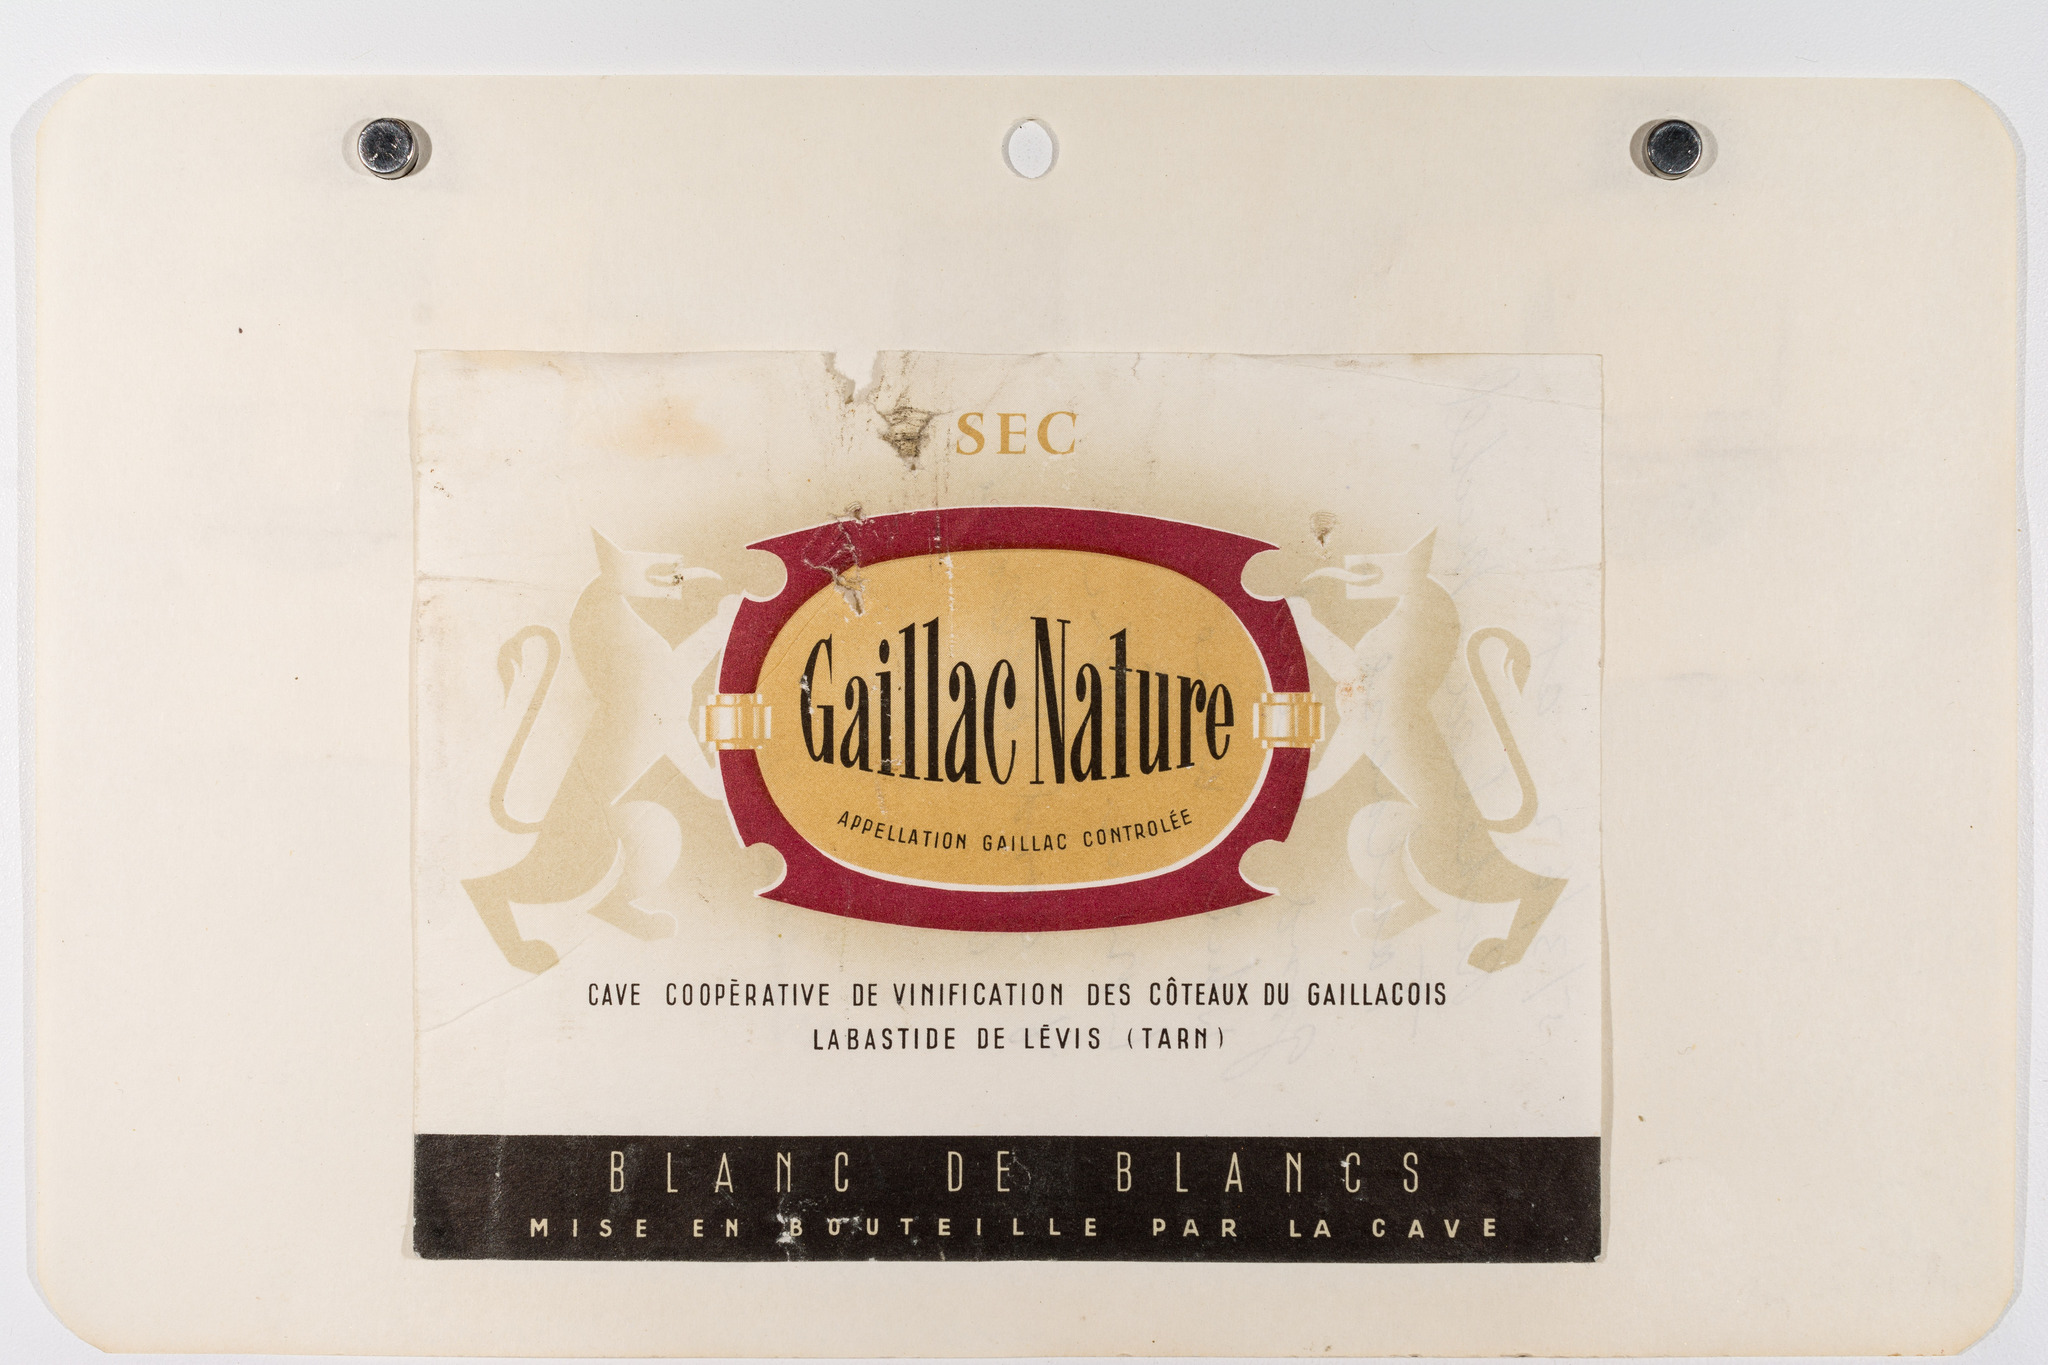 SEC
Gaillac Nature
APPELLATION GAILLAC CONTROLÉE
CAVE COOPÉRATIVE DE VINIFICATION DES CÔTEAUX DU GAILLACOIS
LABASTIDE DE LÉVIS (TARN)
BLANC DE BLANCS
MISE EN BOUTEILLE PAR LA CAVE